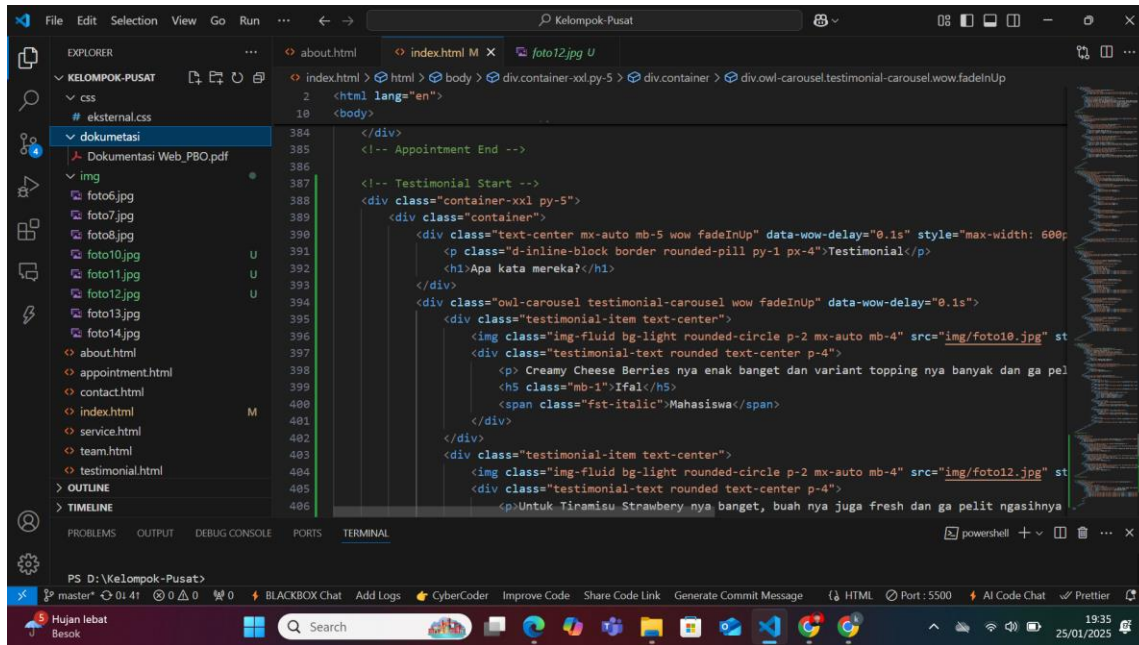 File Edit Selection View Go Run ··· Kelompok-Pusat
EXPLORER ···
KELOMPOK-PUSAT
css
# eksternal.css
dokumetasi
Dokumentasi Web_PBO.pdf
img
foto6.jpg
foto7.jpg
foto8.jpg
foto10.jpg U
foto11.jpg U
foto12.jpg U
foto13.jpg
foto14.jpg
about.html
appointment.html
contact.html
index.html M
service.html
team.html
testimonial.html
OUTLINE
TIMELINE
4
about.html index.html M foto12.jpg U
index.html > html > body > div.container-xxl.py-5 > div.container > div.owl-carousel.testimonial-carousel.wow.fadeInUp
2 <html lang="en">
10 <body>
384 </div>
385 <!-- Appointment End -->
386
387 <!-- Testimonial Start -->
388 <div class="container-xxl py-5">
389 <div class="container">
390 <div class="text-center mx-auto mb-5 wow fadeInUp" data-wow-delay="0.1s" style="max-width: 600p
391 <p class="d-inline-block border rounded-pill py-1 px-4">Testimonial</p>
392 <h1>Apa kata mereka?</h1>
393 </div>
394 <div class="owl-carousel testimonial-carousel wow fadeInUp" data-wow-delay="0.1s">
395 <div class="testimonial-item text-center">
396 <img class="img-fluid bg-light rounded-circle p-2 mx-auto mb-4" src="img/foto10.jpg" st
397 <div class="testimonial-text rounded text-center p-4">
398 <p> Creamy Cheese Berries nya enak banget dan variant topping nya banyak dan ga pel
399 <h5 class="mb-1">Ifal</h5>
400 <span class="fst-italic">Mahasiswa</span>
401 </div>
402 </div>
403 <div class="testimonial-item text-center">
404 <img class="img-fluid bg-light rounded-circle p-2 mx-auto mb-4" src="img/foto12.jpg" st
405 <div class="testimonial-text rounded text-center p-4">
406 <p>Untuk Tiramisu Strawbery nya banget, buah nya juga fresh dan ga pelit ngasihnya
PROBLEMS OUTPUT DEBUG CONSOLE PORTS TERMINAL powershell
PS D:\Kelompok-Pusat>
master* 0↓ 4↑ 0 0 0 BLACKBOX Chat Add Logs CyberCoder Improve Code Share Code Link Generate Commit Message HTML Port : 5500 AI Code Chat Prettier
5 Hujan lebat
Besok
Search
19:35
25/01/2025